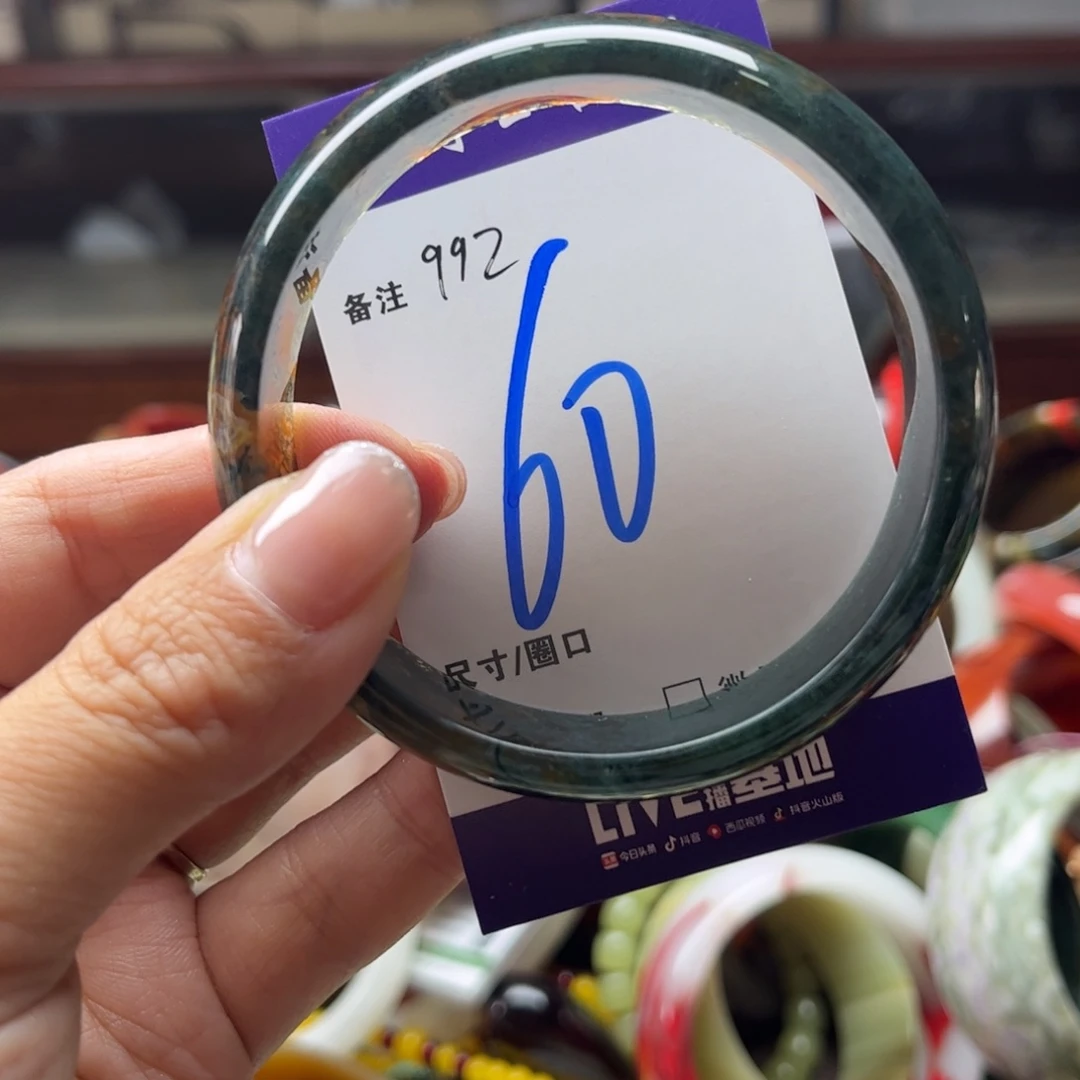 备注 992
60
尺寸/圈口
LIVE播基地
今日头条 抖音 西瓜视频 抖音火山版